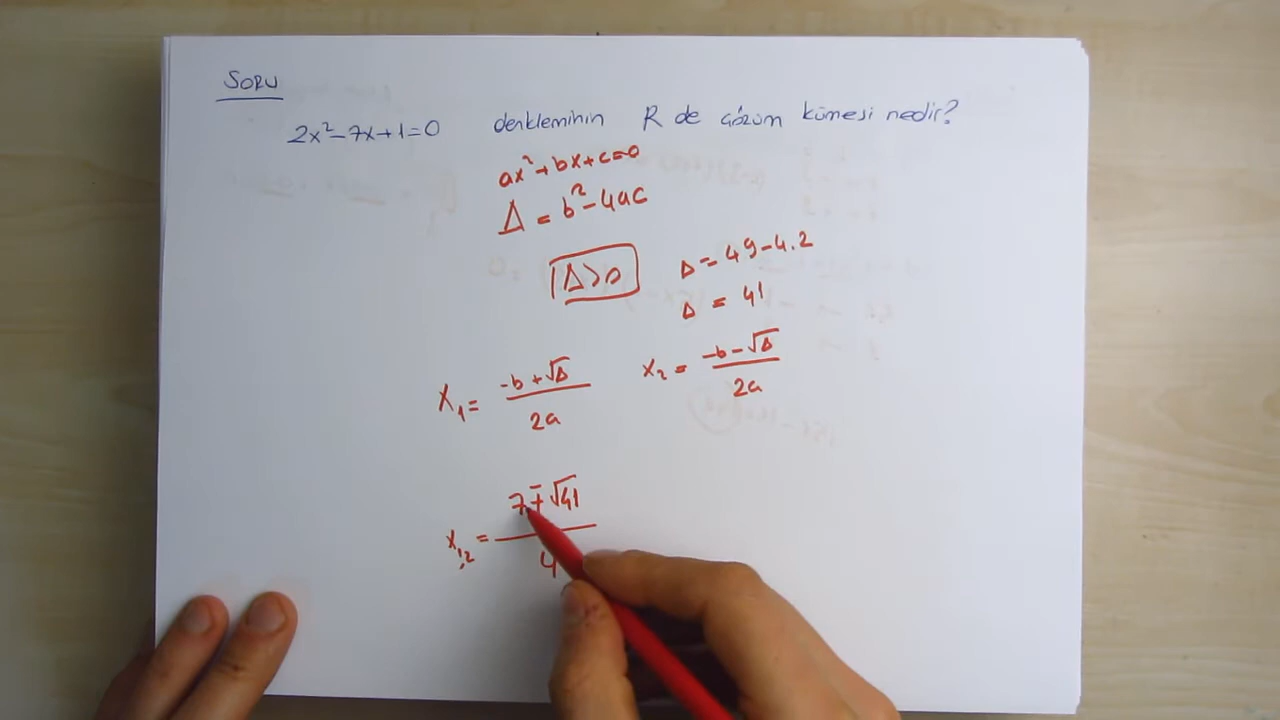 SORU
2x²-7x+1=0 denkleminin R de çözüm kümesi nedir?
ax²+bx+c=0
Δ = b²-4ac
Δ>0
Δ = 49-4.2
Δ = 41
X₁ = (-b+√Δ)/2a
X₂ = (-b-√Δ)/2a
X₁,₂ = (7∓√41)/4